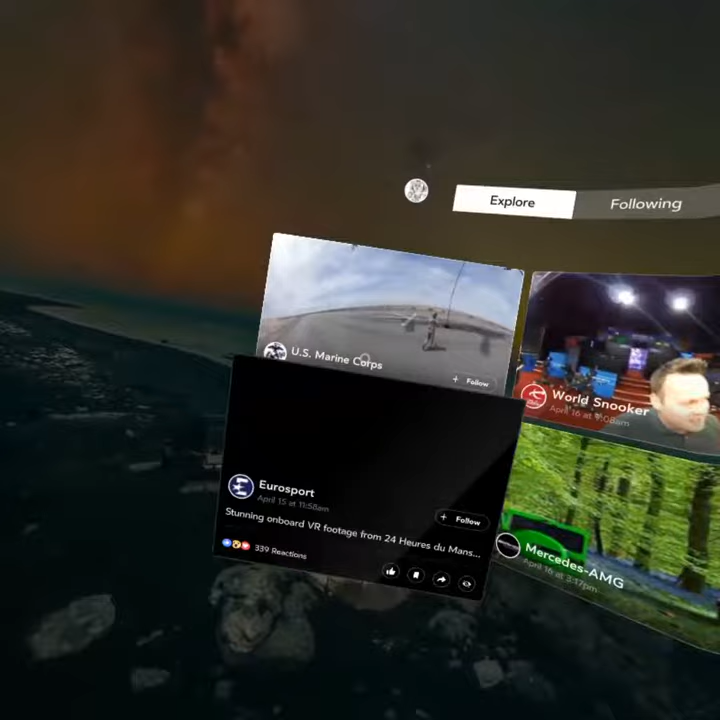 Explore
Following
U.S. Marine Corps
+ Follow
World Snooker
April 16 at 1:08am
Eurosport
April 15 at 11:58am
+ Follow
Stunning onboard VR footage from 24 Heures du Mans...
339 Reactions
Mercedes-AMG
April 16 at 3:17pm